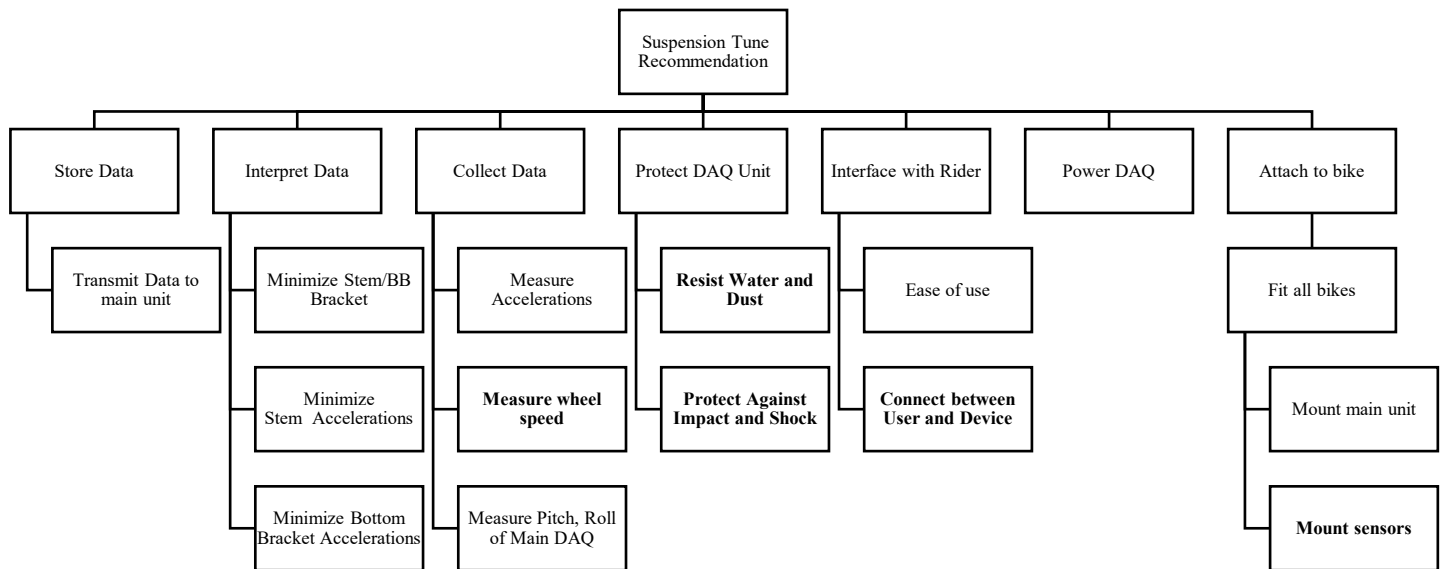 Suspension Tune
Recommendation
Store Data
Interpret Data
Collect Data
Protect DAQ Unit
Interface with Rider
Power DAQ
Attach to bike
Transmit Data to
main unit
Minimize Stem/BB
Bracket
Measure
Accelerations
Resist Water and
Dust
Ease of use
Fit all bikes
Minimize
Stem Accelerations
Measure wheel
speed
Protect Against
Impact and Shock
Connect between
User and Device
Mount main unit
Minimize Bottom
Bracket Accelerations
Measure Pitch, Roll
of Main DAQ
Mount sensors